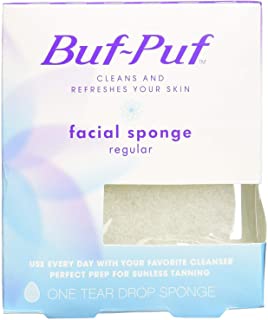 Buf-Puf™
CLEANS AND
REFRESHES YOUR SKIN
facial sponge
regular
USE EVERY DAY WITH YOUR FAVORITE CLEANSER
PERFECT PREP FOR SUNLESS TANNING
ONE TEAR DROP SPONGE